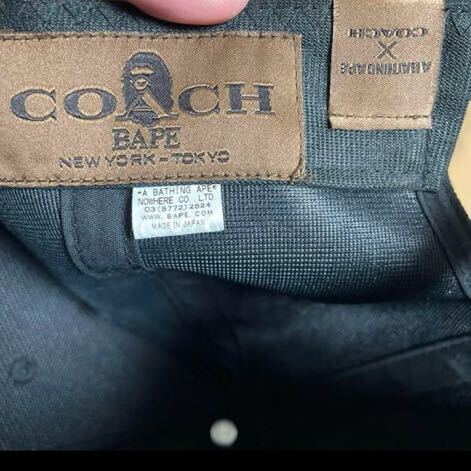 COACH
BAPE
NEW YORK-TOKYO
A BATHING APE
X
COACH
"A BATHING APE"
NOWHERE CO. LTD.
03(5772)2524
WWW.BAPE.COM
MADE IN JAPAN